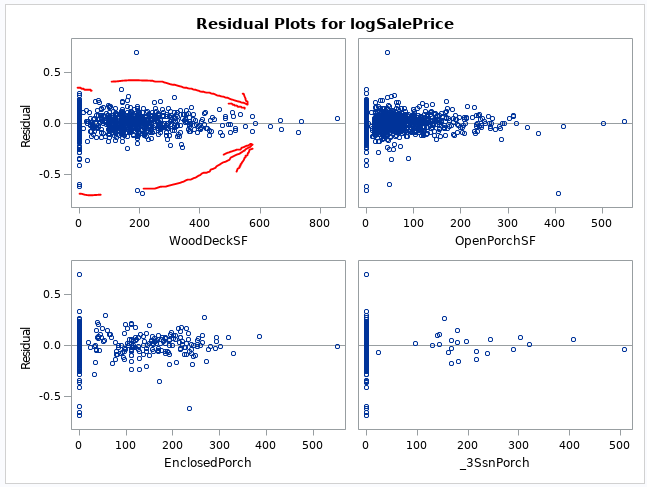 Residual Plots for logSalePrice
Residual
0.5
0.0
-0.5
0 200 400 600 800
WoodDeckSF
0 100 200 300 400 500
OpenPorchSF
Residual
0.5
0.0
-0.5
0 100 200 300 400 500
EnclosedPorch
0 100 200 300 400 500
_3SsnPorch